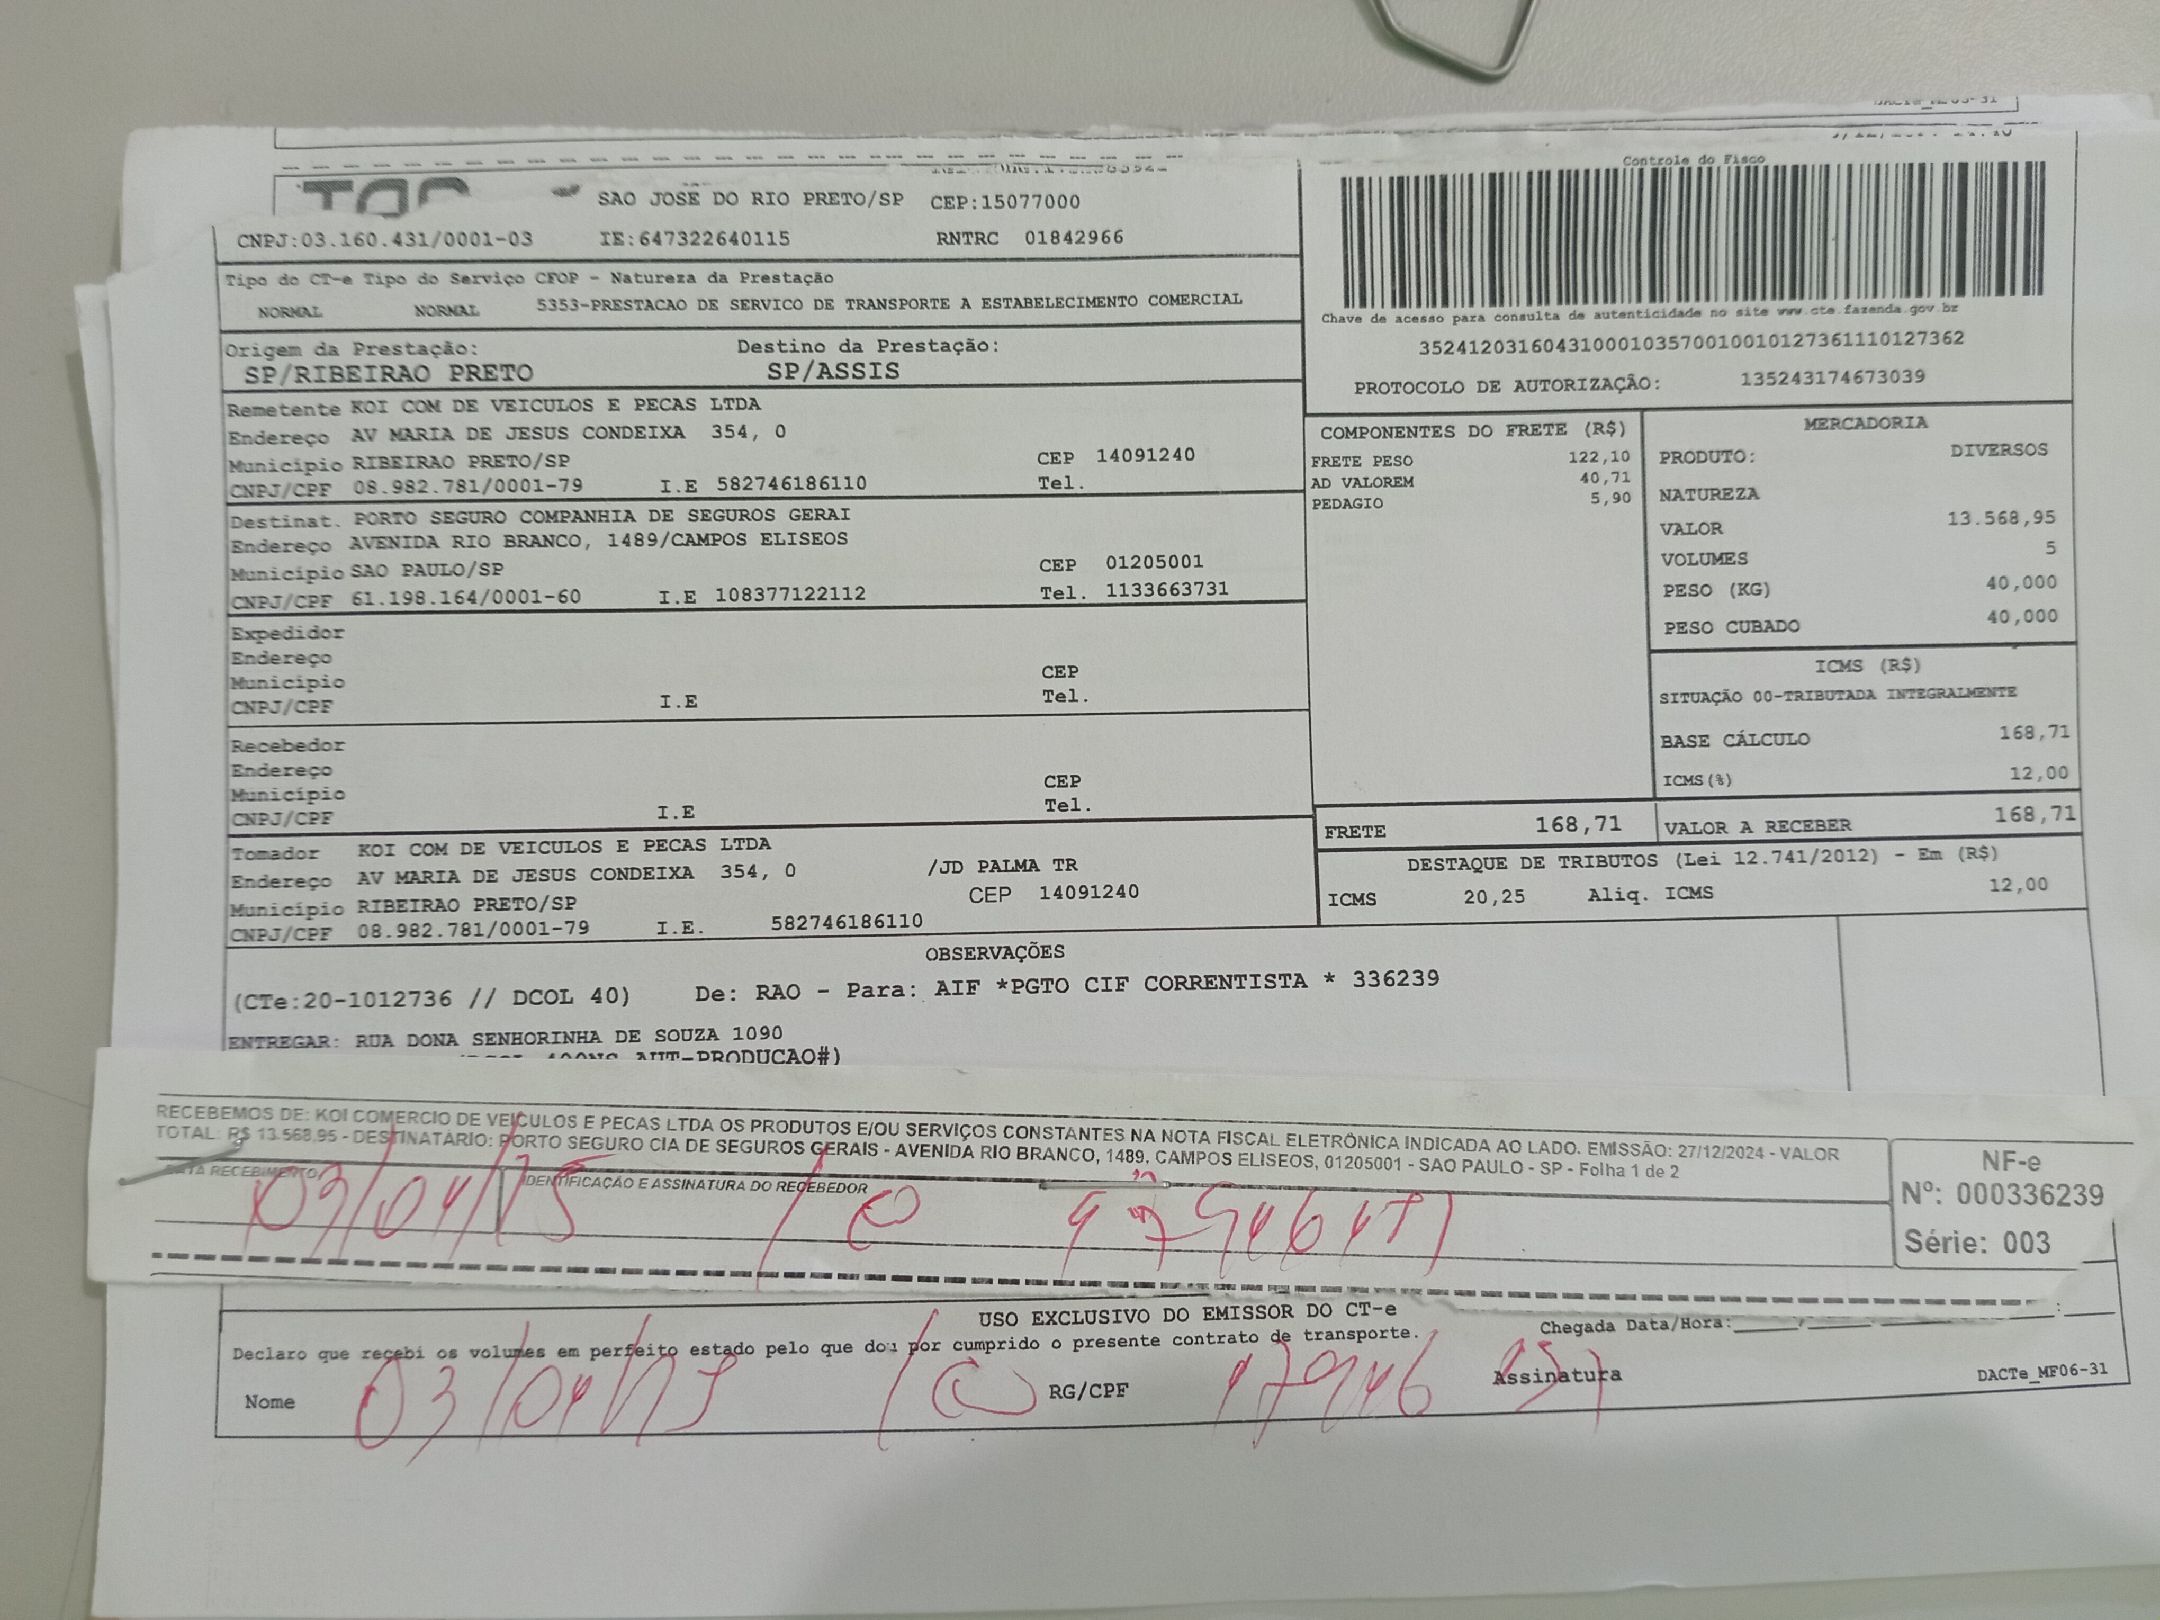 Controle do Fisco
SAO JOSE DO RIO PRETO/SP CEP:15077000
CNPJ:03.160.431/0001-03 IE:647322640115 RNTRC 01842966
Tipo do CT-e Tipo do Serviço CFOP - Natureza da Prestação
NORMAL NORMAL 5353-PRESTACAO DE SERVICO DE TRANSPORTE A ESTABELECIMENTO COMERCIAL
Chave de acesso para consulta de autenticidade no site www.cte.fazenda.gov.br
35241203160431000103570010010127361110127362
PROTOCOLO DE AUTORIZAÇÃO: 135243174673039
Origem da Prestação: Destino da Prestação:
SP/RIBEIRAO PRETO SP/ASSIS
Remetente KOI COM DE VEICULOS E PECAS LTDA
Endereço AV MARIA DE JESUS CONDEIXA 354, 0
Município RIBEIRAO PRETO/SP CEP 14091240
CNPJ/CPF 08.982.781/0001-79 I.E 582746186110 Tel.
Destinat. PORTO SEGURO COMPANHIA DE SEGUROS GERAI
Endereço AVENIDA RIO BRANCO, 1489/CAMPOS ELISEOS
Município SAO PAULO/SP CEP 01205001
CNPJ/CPF 61.198.164/0001-60 I.E 108377122112 Tel. 1133663731
Expedidor
Endereço
Município CEP
CNPJ/CPF I.E Tel.
Recebedor
Endereço
Município CEP
CNPJ/CPF I.E Tel.
Tomador KOI COM DE VEICULOS E PECAS LTDA
Endereço AV MARIA DE JESUS CONDEIXA 354, 0 /JD PALMA TR
Município RIBEIRAO PRETO/SP CEP 14091240
CNPJ/CPF 08.982.781/0001-79 I.E. 582746186110
COMPONENTES DO FRETE (R$)
FRETE PESO 122,10
AD VALOREM 40,71
PEDAGIO 5,90
MERCADORIA
PRODUTO: DIVERSOS
NATUREZA
VALOR 13.568,95
VOLUMES 5
PESO (KG) 40,000
PESO CUBADO 40,000
ICMS (R$)
SITUAÇÃO 00-TRIBUTADA INTEGRALMENTE
BASE CÁLCULO 168,71
ICMS(%) 12,00
FRETE 168,71 VALOR A RECEBER 168,71
DESTAQUE DE TRIBUTOS (Lei 12.741/2012) - Em (R$)
ICMS 20,25 Aliq. ICMS 12,00
OBSERVAÇÕES
(CTe:20-1012736 // DCOL 40) De: RAO - Para: AIF *PGTO CIF CORRENTISTA * 336239
ENTREGAR: RUA DONA SENHORINHA DE SOUZA 1090
AUT-PRODUCAO#)
RECEBEMOS DE: KOI COMERCIO DE VEICULOS E PECAS LTDA OS PRODUTOS E/OU SERVIÇOS CONSTANTES NA NOTA FISCAL ELETRÔNICA INDICADA AO LADO. EMISSÃO: 27/12/2024 - VALOR
TOTAL: R$ 13.568,95 - DESTINATÁRIO: PORTO SEGURO CIA DE SEGUROS GERAIS - AVENIDA RIO BRANCO, 1489, CAMPOS ELISEOS, 01205001 - SAO PAULO - SP - Folha 1 de 2
DATA RECEBIMENTO IDENTIFICAÇÃO E ASSINATURA DO RECEBEDOR
NF-e
Nº: 000336239
Série: 003
USO EXCLUSIVO DO EMISSOR DO CT-e
Declaro que recebi os volumes em perfeito estado pelo que dou por cumprido o presente contrato de transporte. Chegada Data/Hora:
Nome RG/CPF Assinatura
DACTe_MF06-31